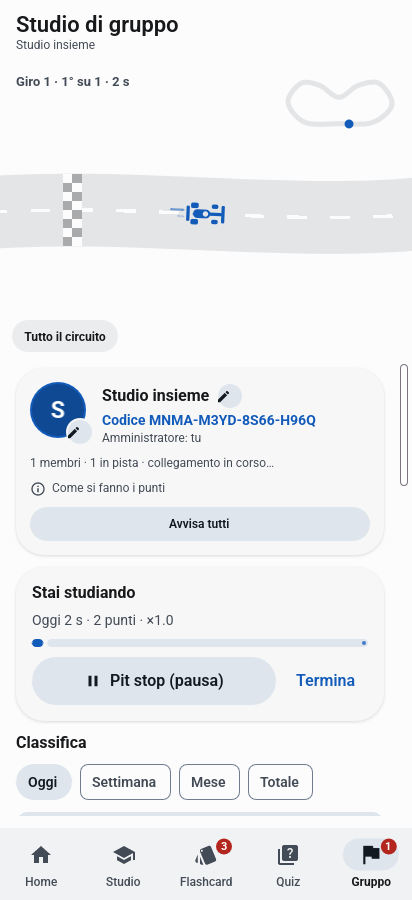 Studio di gruppo
Studio insieme
Giro 1 · 1° su 1 · 2 s
Tutto il circuito
S
Studio insieme
Codice MNMA-M3YD-8S66-H96Q
Amministratore: tu
1 membri · 1 in pista · collegamento in corso…
Come si fanno i punti
Avvisa tutti
Stai studiando
Oggi 2 s · 2 punti · ×1.0
Pit stop (pausa)
Termina
Classifica
Oggi
Settimana
Mese
Totale
3
?
1
Home
Studio
Flashcard
Quiz
Gruppo